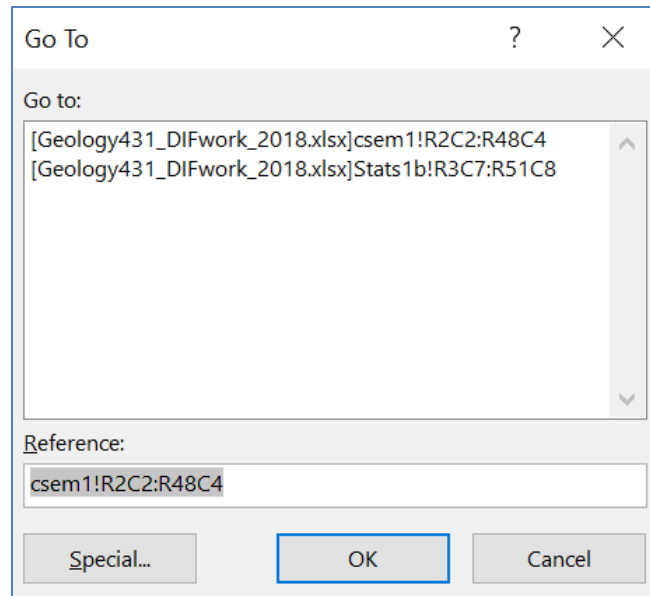 Go To ?
Go to:
[Geology431_DIFwork_2018.xlsx]csem1!R2C2:R48C4
[Geology431_DIFwork_2018.xlsx]Stats1b!R3C7:R51C8
Reference:
csem1!R2C2:R48C4
Special... OK Cancel